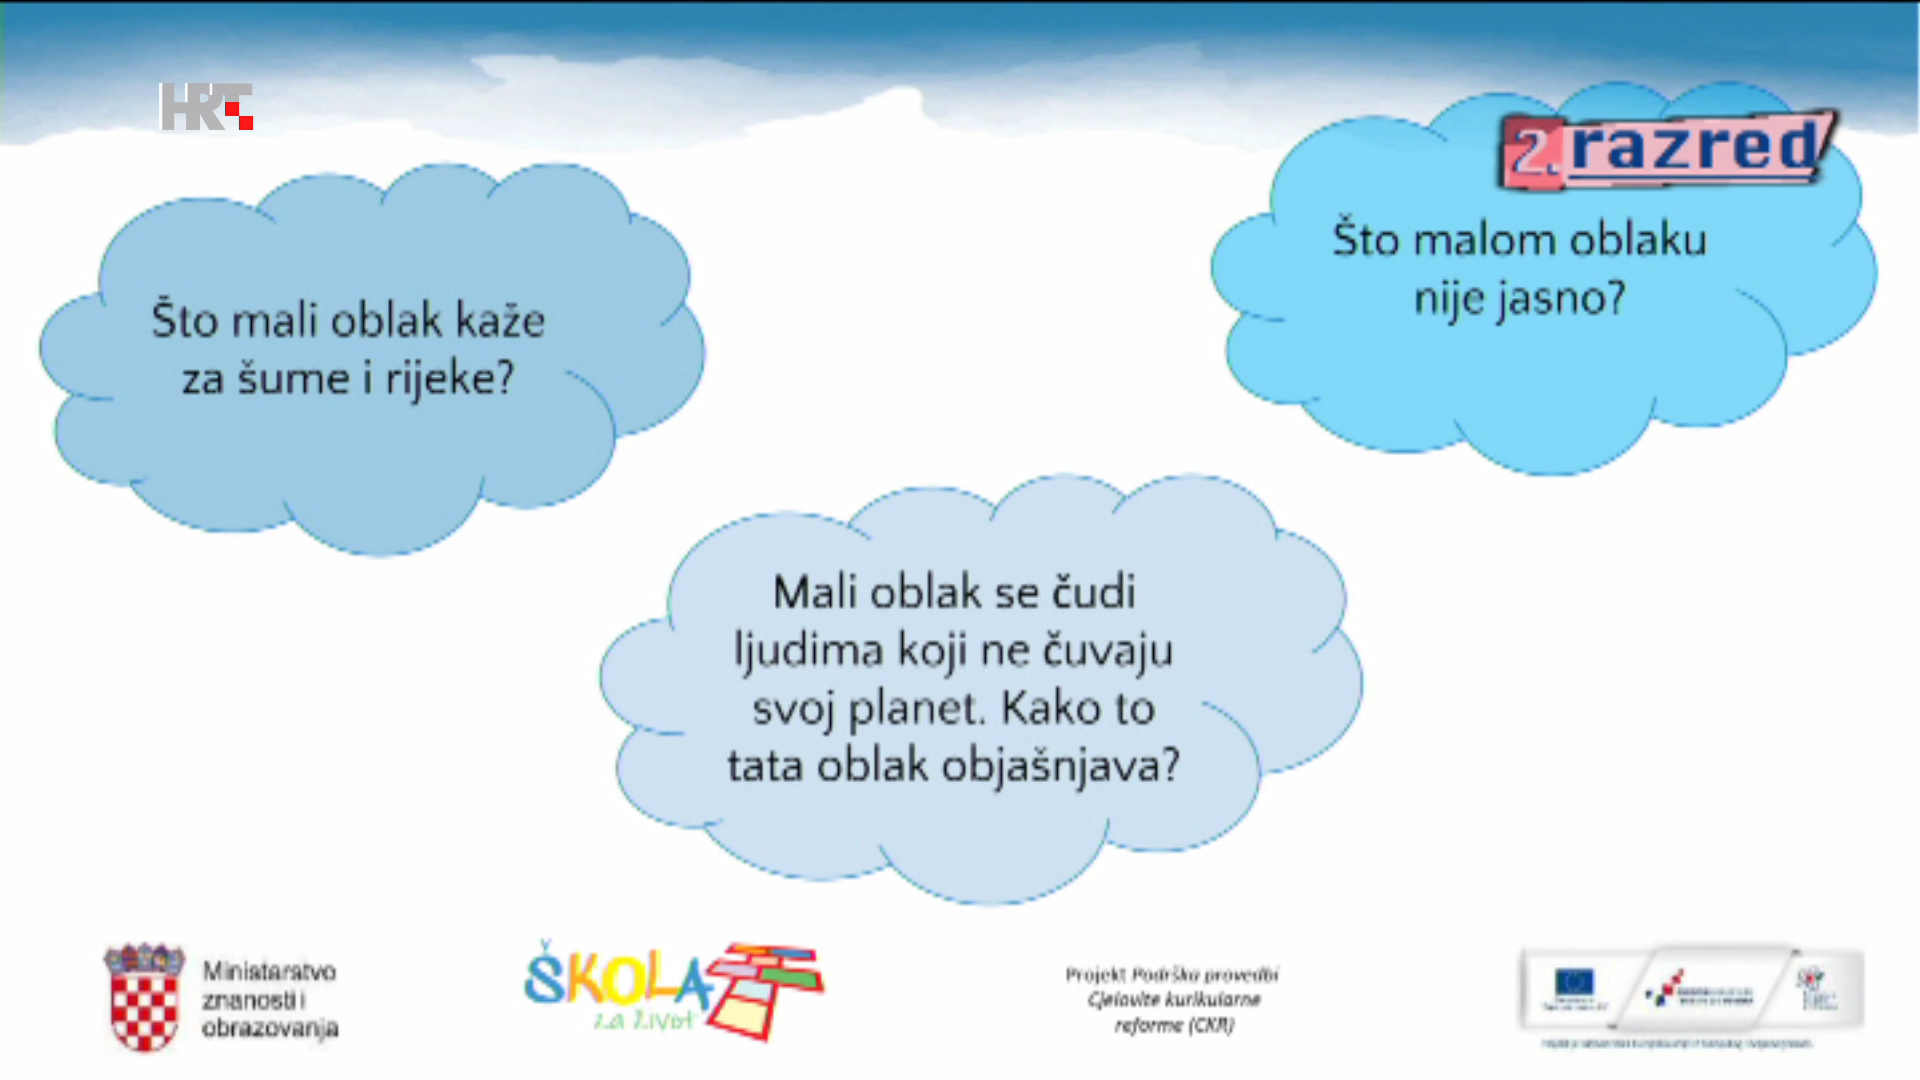 HRT
2. razred
Što mali oblak kaže
za šume i rijeke?
Što malom oblaku
nije jasno?
Mali oblak se čudi
ljudima koji ne čuvaju
svoj planet. Kako to
tata oblak objašnjava?
Ministarstvo
znanosti i
obrazovanja
ŠKOLA
za život
Projekt Podrška provedbi
Cjelovite kurikularne
reforme (CKR)